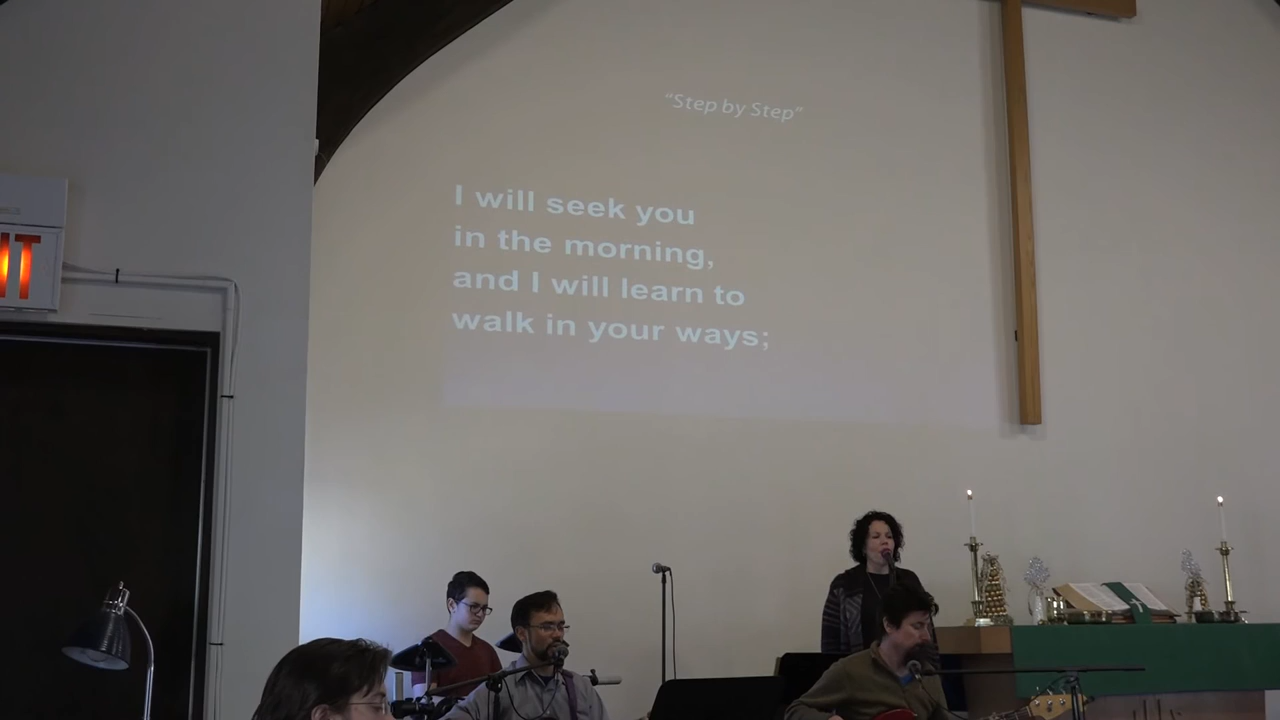 “Step by Step”
I will seek you
in the morning,
and I will learn to
walk in your ways;
IT